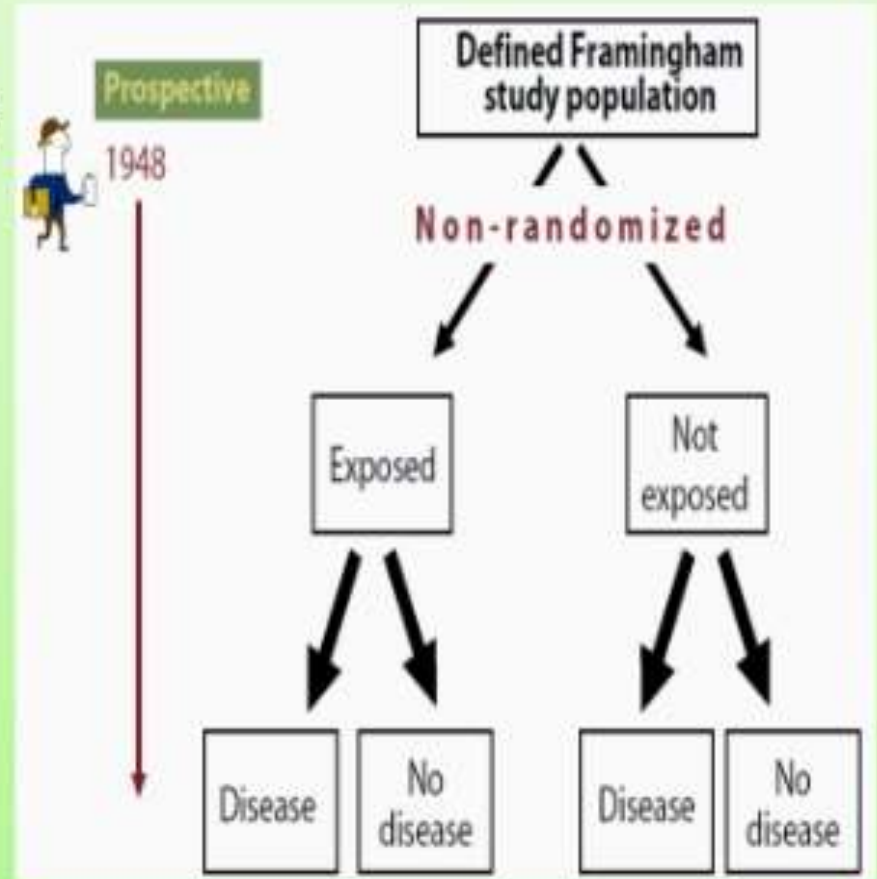 Prospective
1948
Defined Framingham
study population
Non-randomized
Exposed
Not
exposed
Disease
No
disease
Disease
No
disease